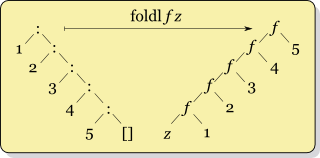 foldl f z
: f
1 : f 5
2 : f 4
3 : f 3
4 : f 2
5 [] z 1